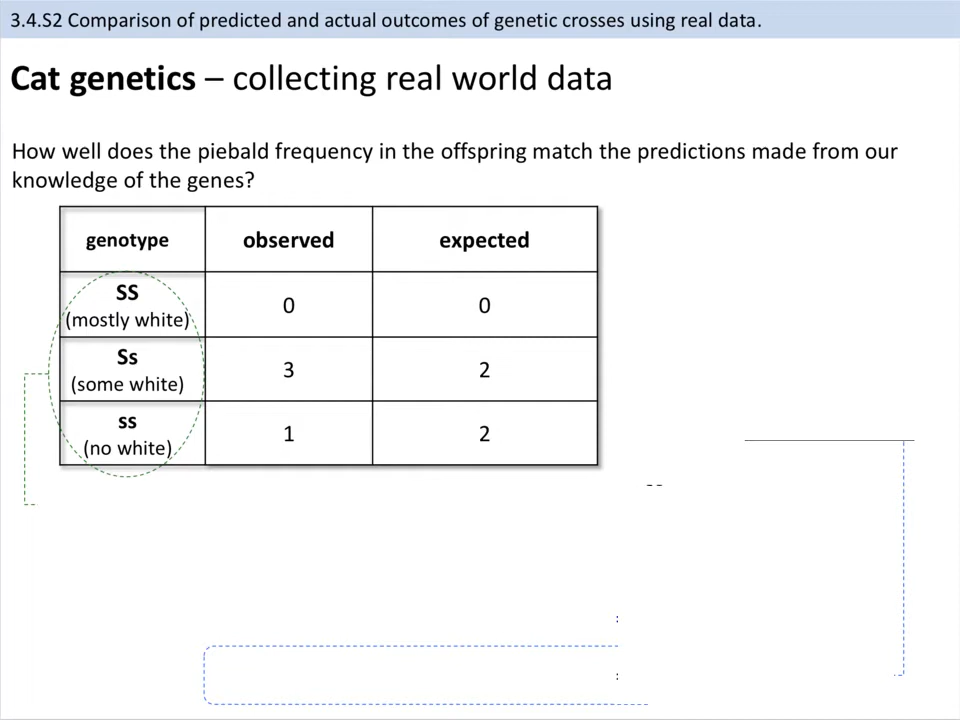 3.4.S2 Comparison of predicted and actual outcomes of genetic crosses using real data.
Cat genetics – collecting real world data
How well does the piebald frequency in the offspring match the predictions made from our
knowledge of the genes?
genotype observed expected
SS
(mostly white) 0 0
Ss
(some white) 3 2
ss
(no white) 1 2